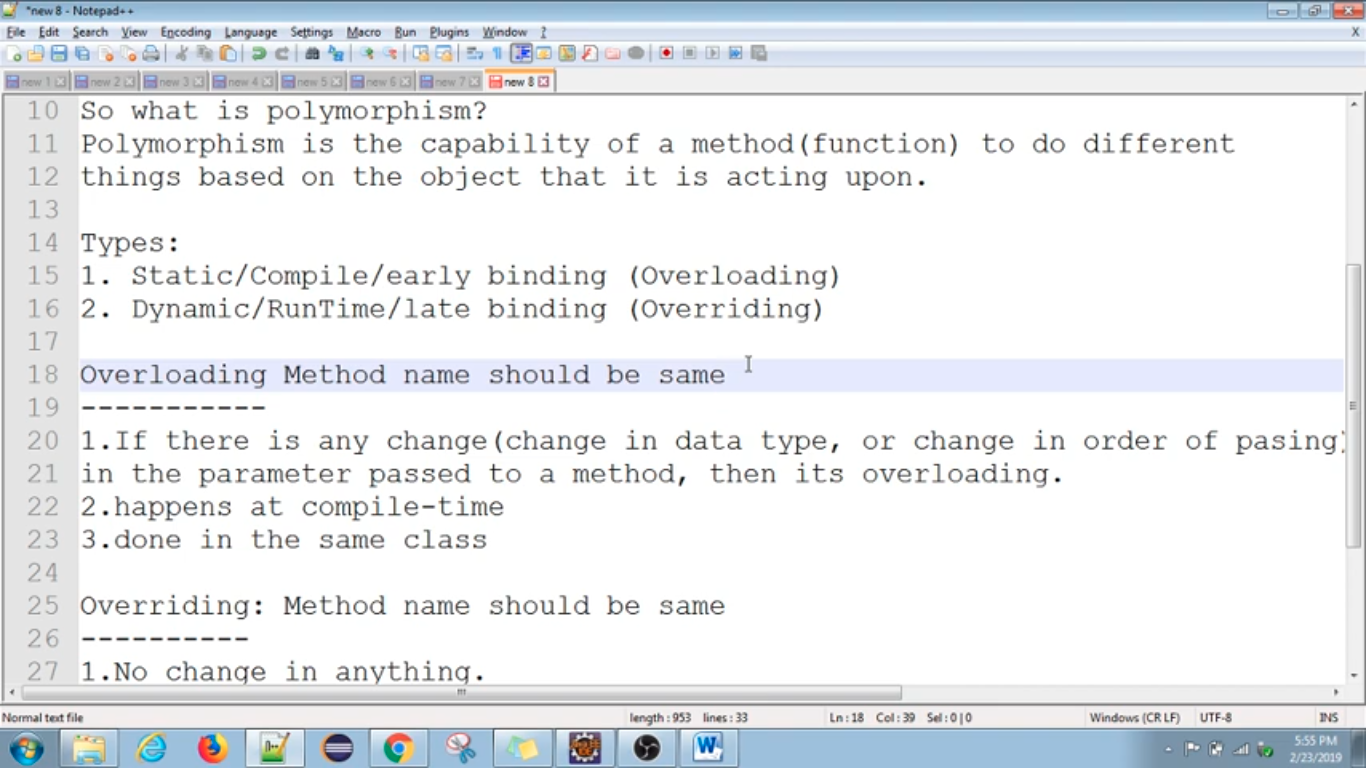 *new 8 - Notepad++
File Edit Search View Encoding Language Settings Macro Run Plugins Window ? X
new 1 new 2 new 3 new 4 new 5 new 6 new 7 new 8
10 So what is polymorphism?
11 Polymorphism is the capability of a method(function) to do different
12 things based on the object that it is acting upon.
13
14 Types:
15 1. Static/Compile/early binding (Overloading)
16 2. Dynamic/RunTime/late binding (Overriding)
17
18 Overloading Method name should be same
19 -----------
20 1.If there is any change(change in data type, or change in order of pasing)
21 in the parameter passed to a method, then its overloading.
22 2.happens at compile-time
23 3.done in the same class
24
25 Overriding: Method name should be same
26 ----------
27 1.No change in anything.
Normal text file length : 953 lines : 33 Ln : 18 Col : 39 Sel : 0 | 0 Windows (CR LF) UTF-8 INS
5:55 PM
2/23/2019